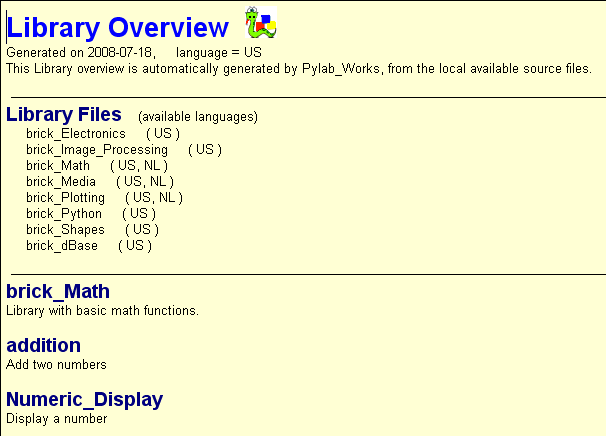 Library Overview
Generated on 2008-07-18,     language = US
This Library overview is automatically generated by Pylab_Works, from the local available source files.
Library Files   (available languages)
brick_Electronics     ( US )
brick_Image_Processing     ( US )
brick_Math     ( US, NL )
brick_Media     ( US, NL )
brick_Plotting     ( US, NL )
brick_Python     ( US )
brick_Shapes     ( US )
brick_dBase     ( US )
brick_Math
Library with basic math functions.
addition
Add two numbers
Numeric_Display
Display a number